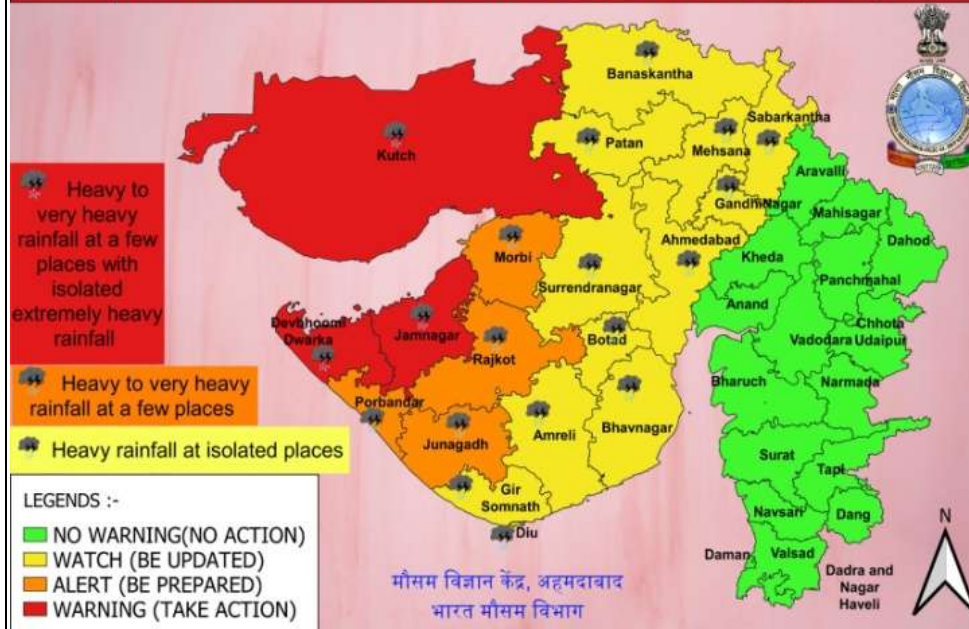 Banaskantha
Sabarkantha
Patan
Mehsana
Kutch
Aravalli
Gandhi Nagar
Mahisagar
Heavy to
very heavy
rainfall at a few
places with
isolated
extremely heavy
rainfall
Ahmedabad
Dahod
Morbi
Kheda
Panchmahal
Surrendranagar
Anand
Chhota
Udaipur
Devbhoomi
Dwarka
Jamnagar
Botad
Vadodara
Rajkot
Bharuch
Narmada
Heavy to very heavy
rainfall at a few places
Porbandar
Junagadh
Amreli
Bhavnagar
Heavy rainfall at isolated places
Surat
Tapi
Gir
Somnath
LEGENDS :-
NO WARNING(NO ACTION)
WATCH (BE UPDATED)
ALERT (BE PREPARED)
WARNING (TAKE ACTION)
Navsari
Dang
N
Diu
Daman
Valsad
Dadra and
Nagar
Haveli
मौसम विज्ञान केंद्र, अहमदाबाद
भारत मौसम विभाग